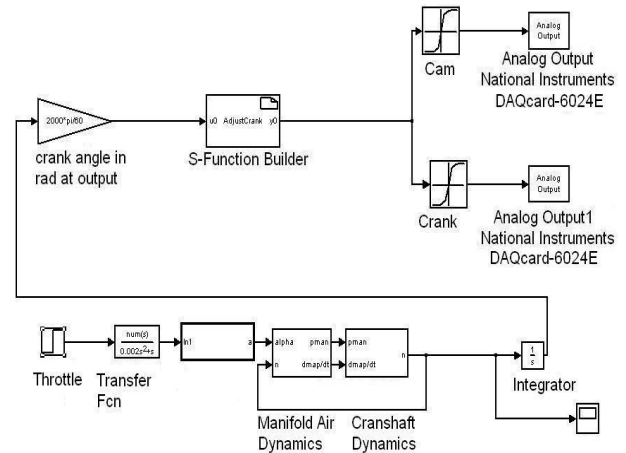 Analog
Output
Cam
Analog Output
National Instruments
DAQcard-6024E
2000*pi/60
u0 AdjustCrank y0
crank angle in
rad at output
S-Function Builder
Analog
Output
Crank
Analog Output1
National Instruments
DAQcard-6024E
num(s)
0.002s²+s
In1 a
alpha pman
n dmap/dt
pman
dmap/dt
n
1
s
Throttle
Transfer
Fcn
Integrator
Manifold Air
Dynamics
Cranshaft
Dynamics